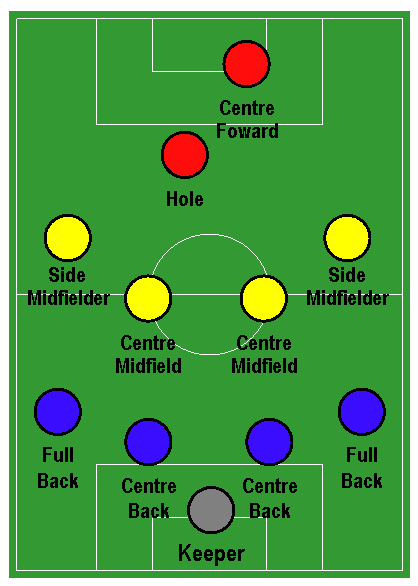 Centre
Foward
Hole
Side
Midfielder
Side
Midfielder
Centre
Midfield
Centre
Midfield
Full
Back
Centre
Back
Centre
Back
Full
Back
Keeper